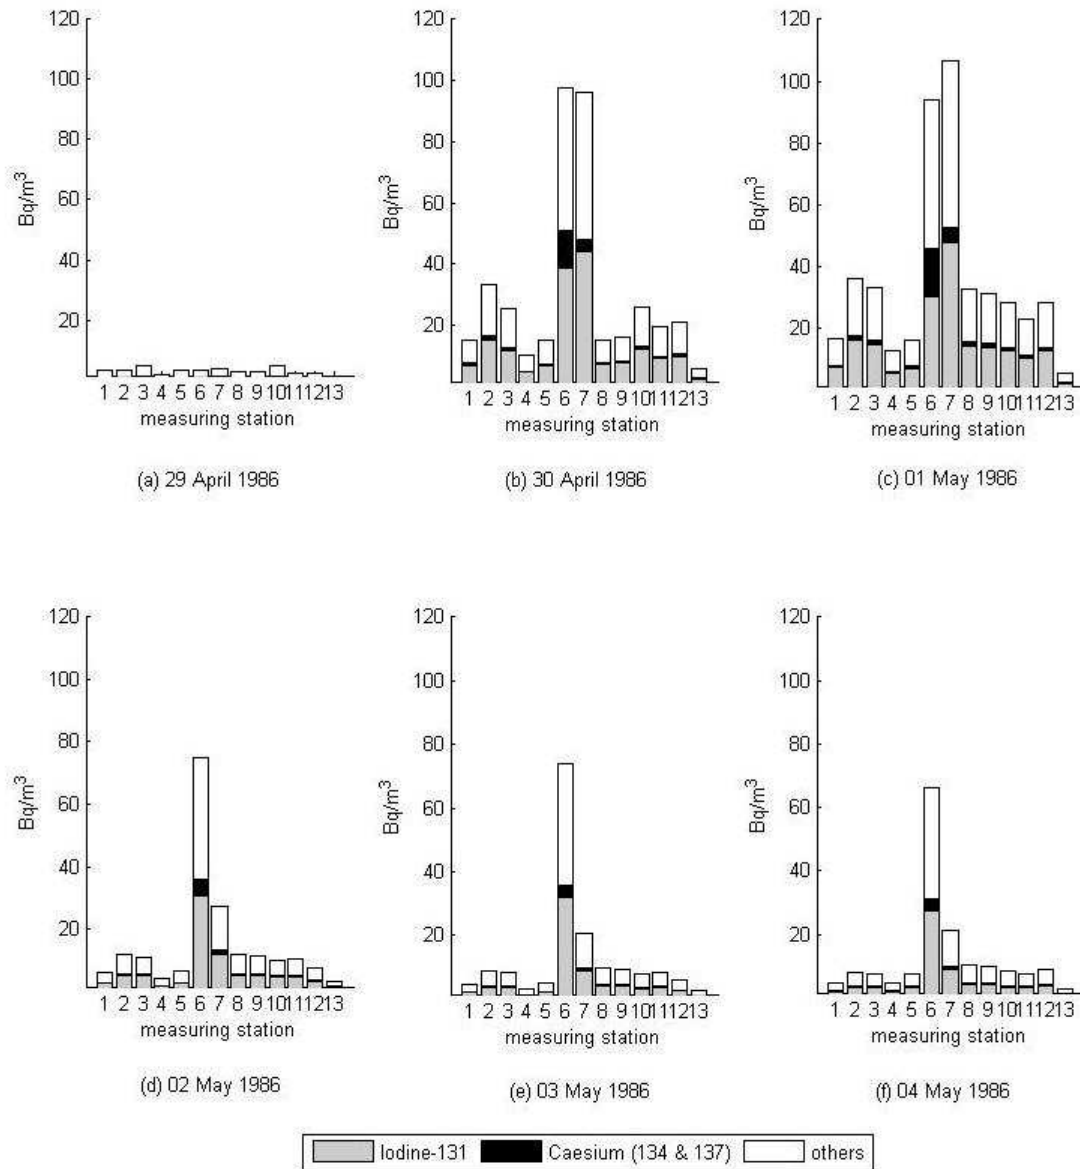 120
100
80
60
40
20
Bq/m³
1 2 3 4 5 6 7 8 9 10 11 12 13
measuring station
(a) 29 April 1986
120
100
80
60
40
20
Bq/m³
1 2 3 4 5 6 7 8 9 10 11 12 13
measuring station
(b) 30 April 1986
120
100
80
60
40
20
Bq/m³
1 2 3 4 5 6 7 8 9 10 11 12 13
measuring station
(c) 01 May 1986
120
100
80
60
40
20
Bq/m³
1 2 3 4 5 6 7 8 9 10 11 12 13
measuring station
(d) 02 May 1986
120
100
80
60
40
20
Bq/m³
1 2 3 4 5 6 7 8 9 10 11 12 13
measuring station
(e) 03 May 1986
120
100
80
60
40
20
Bq/m³
1 2 3 4 5 6 7 8 9 10 11 12 13
measuring station
(f) 04 May 1986
Iodine-131 Caesium (134 & 137) others